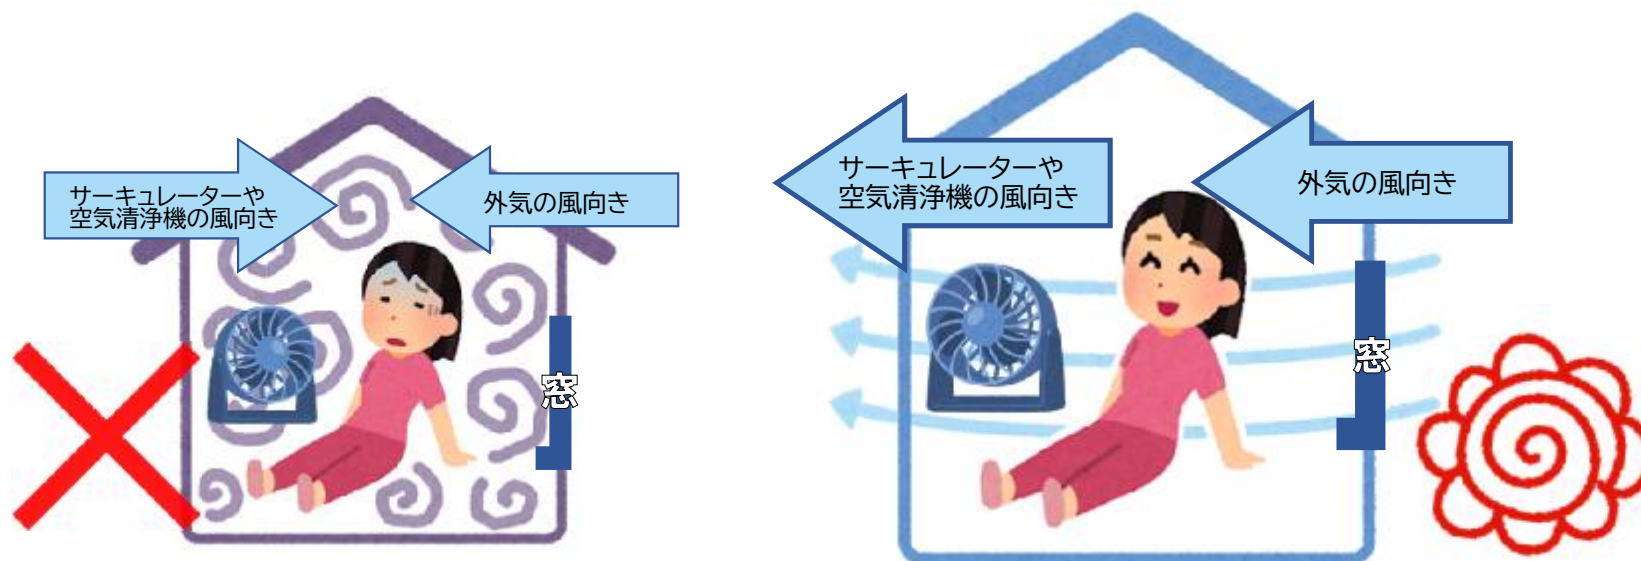 サーキュレーターや
空気清浄機の風向き
外気の風向き
窓
サーキュレーターや
空気清浄機の風向き
外気の風向き
窓